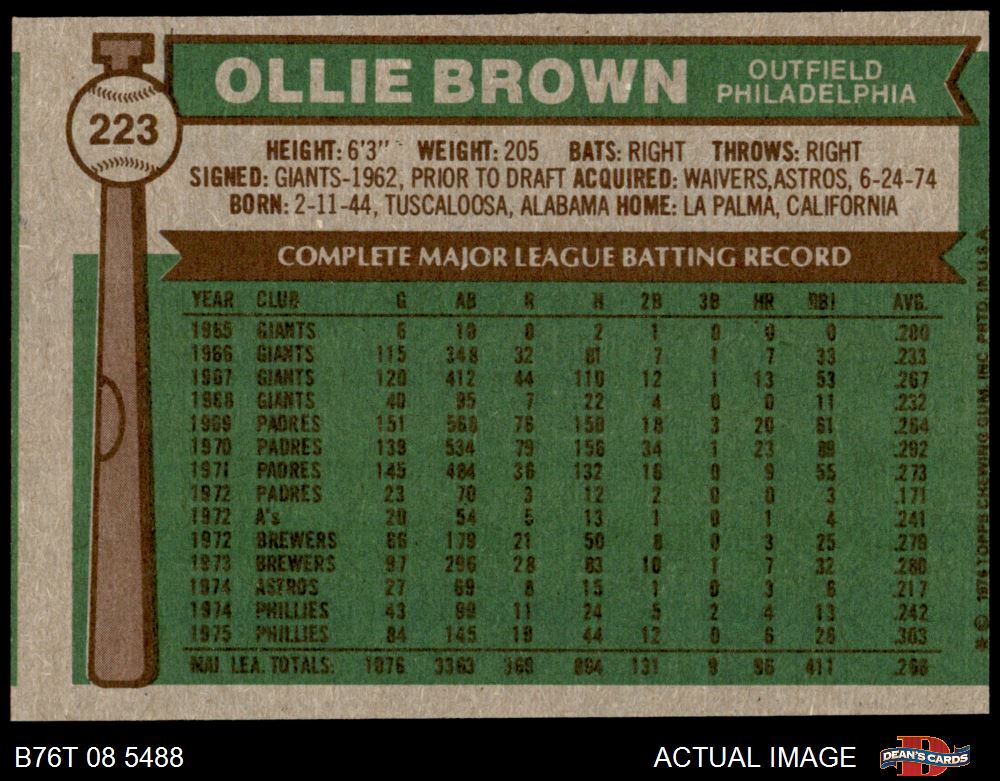 223
OLLIE BROWN OUTFIELD PHILADELPHIA
HEIGHT: 6'3" WEIGHT: 205 BATS: RIGHT THROWS: RIGHT
SIGNED: GIANTS-1962, PRIOR TO DRAFT ACQUIRED: WAIVERS, ASTROS, 6-24-74
BORN: 2-11-44, TUSCALOOSA, ALABAMA HOME: LA PALMA, CALIFORNIA
COMPLETE MAJOR LEAGUE BATTING RECORD
YEAR CLUB G AB R H 2B 3B HR RBI AVG.
1965 GIANTS 6 10 0 2 1 0 0 0 .200
1966 GIANTS 115 348 32 81 7 1 7 33 .233
1967 GIANTS 120 412 44 110 12 1 13 53 .267
1968 GIANTS 40 95 7 22 4 0 0 11 .232
1969 PADRES 151 568 76 150 18 3 20 61 .264
1970 PADRES 139 534 79 156 34 1 23 89 .292
1971 PADRES 145 484 36 132 16 0 9 55 .273
1972 PADRES 23 70 3 12 2 0 0 3 .171
1972 A's 20 54 5 13 1 0 1 4 .241
1972 BREWERS 66 179 21 50 8 0 3 25 .279
1973 BREWERS 97 296 28 83 10 1 7 32 .280
1974 ASTROS 27 69 8 15 1 0 3 6 .217
1974 PHILLIES 43 99 11 24 5 2 4 13 .242
1975 PHILLIES 84 145 19 44 12 0 6 26 .303
MAJ. LEA. TOTALS: 1076 3363 369 894 131 9 96 411 .266
* © 1976 TOPPS CHEWING GUM, INC. PRTD. IN U.S.A.
B76T 08 5488 ACTUAL IMAGE DEAN'S CARDS